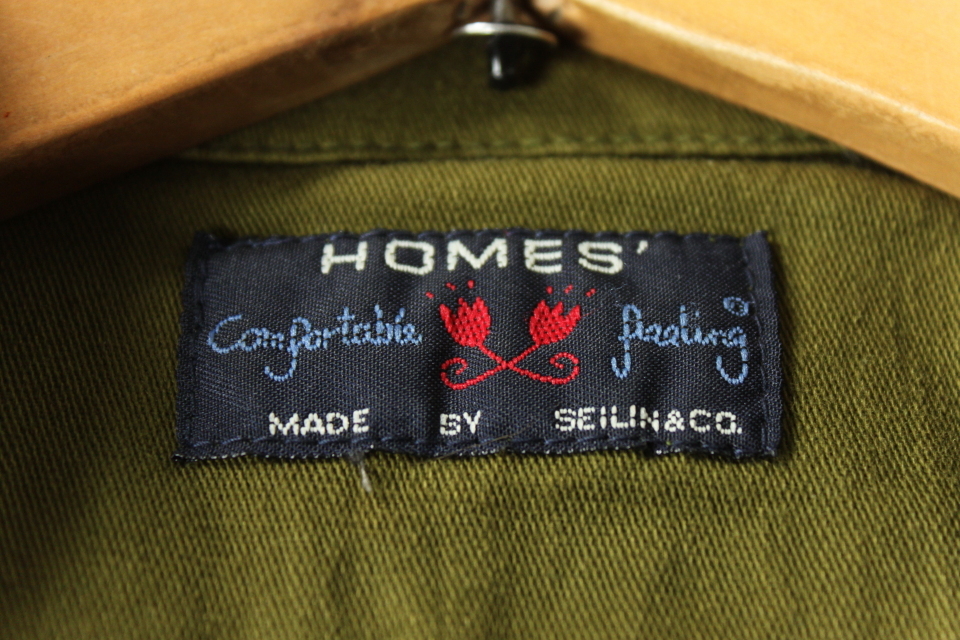 HOMES'
Comfortable feeling
MADE BY SEILIN&CO.